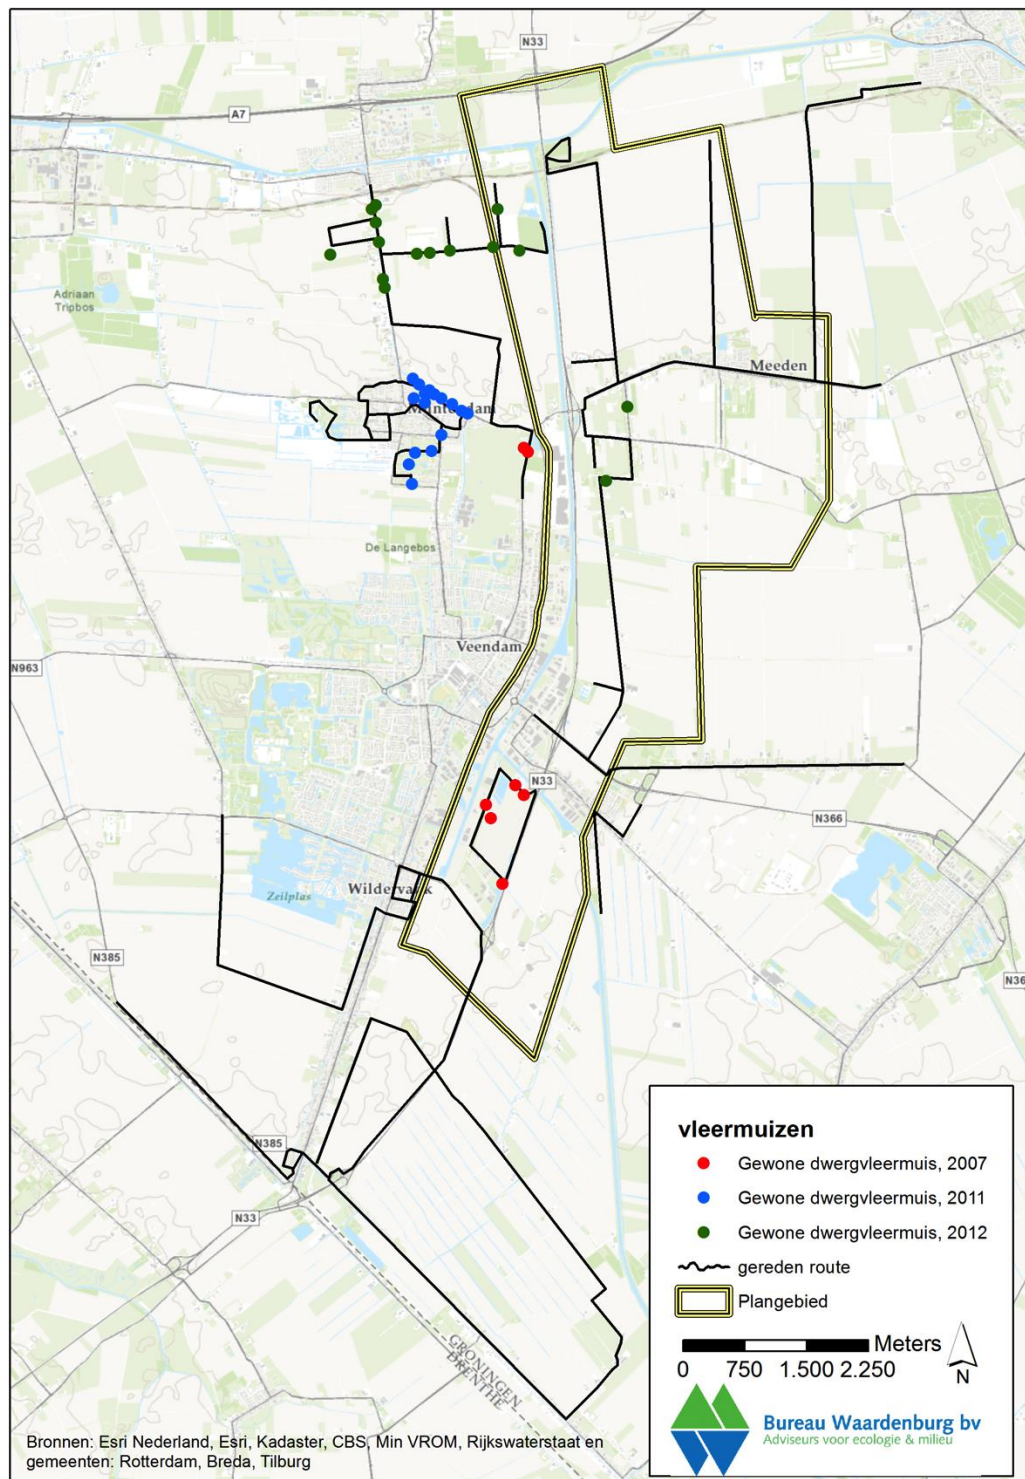 N33
A7
Adriaan
Tripbos
Meeden
Muntendam
De Langebos
Veendam
N963
N33
N366
Wildervank
Zeilplas
N385
N36
N385
N33
GRONINGEN
DRENTHE
vleermuizen
Gewone dwergvleermuis, 2007
Gewone dwergvleermuis, 2011
Gewone dwergvleermuis, 2012
gereden route
Plangebied
Meters
0 750 1.500 2.250
N
Bureau Waardenburg bv
Adviseurs voor ecologie & milieu
Bronnen: Esri Nederland, Esri, Kadaster, CBS, Min VROM, Rijkswaterstaat en
gemeenten: Rotterdam, Breda, Tilburg